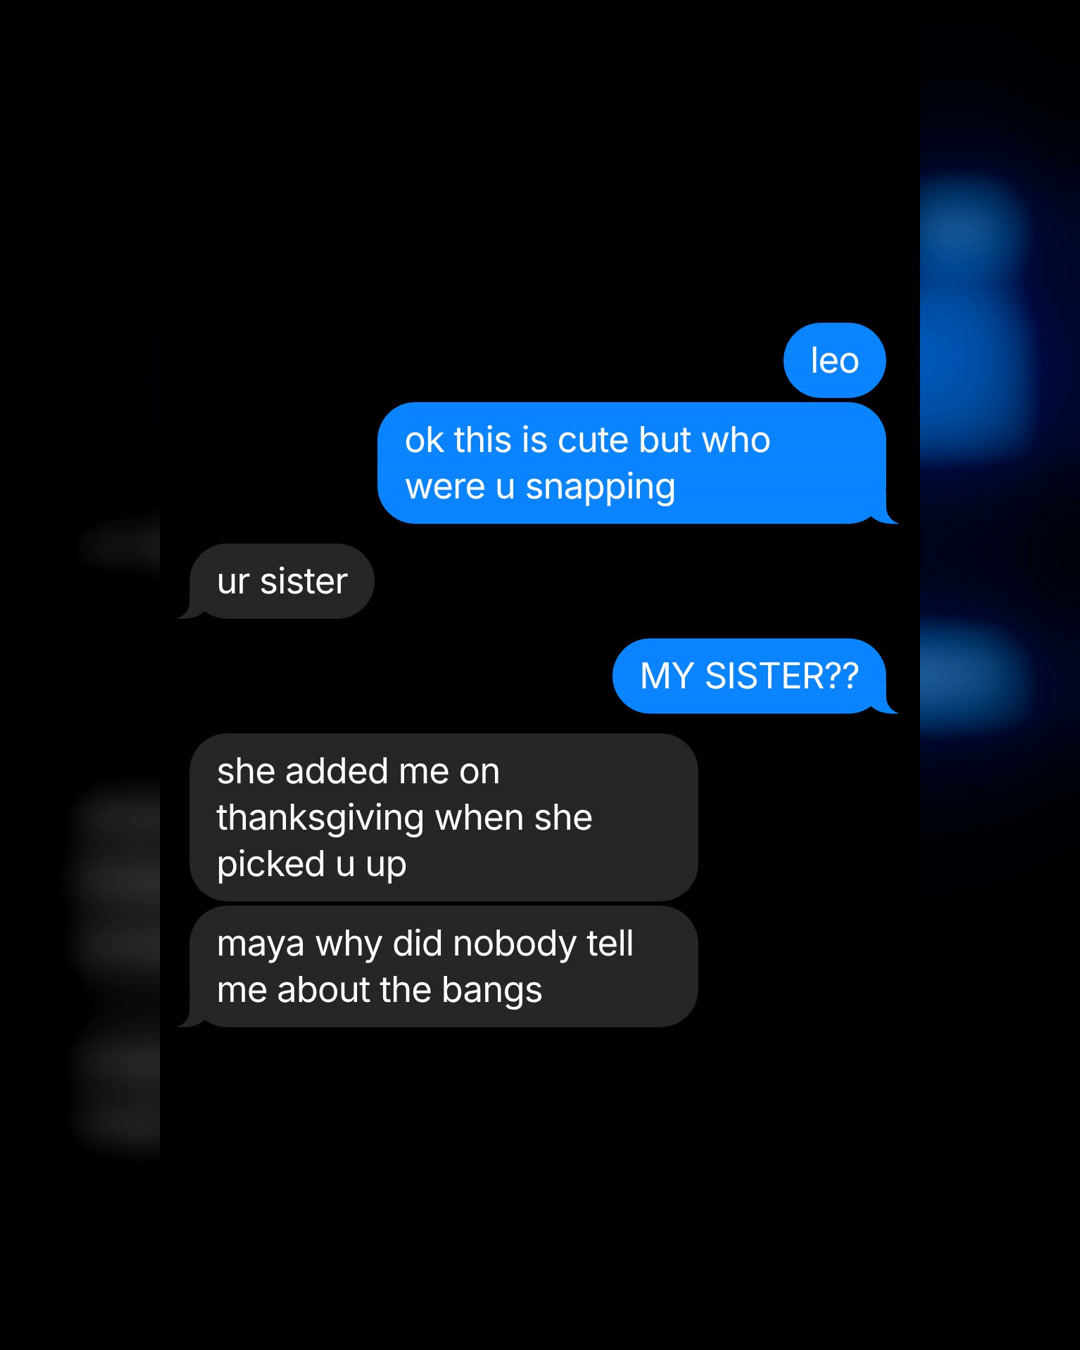 leo
ok this is cute but who
were u snapping
ur sister
MY SISTER??
she added me on
thanksgiving when she
picked u up
maya why did nobody tell
me about the bangs